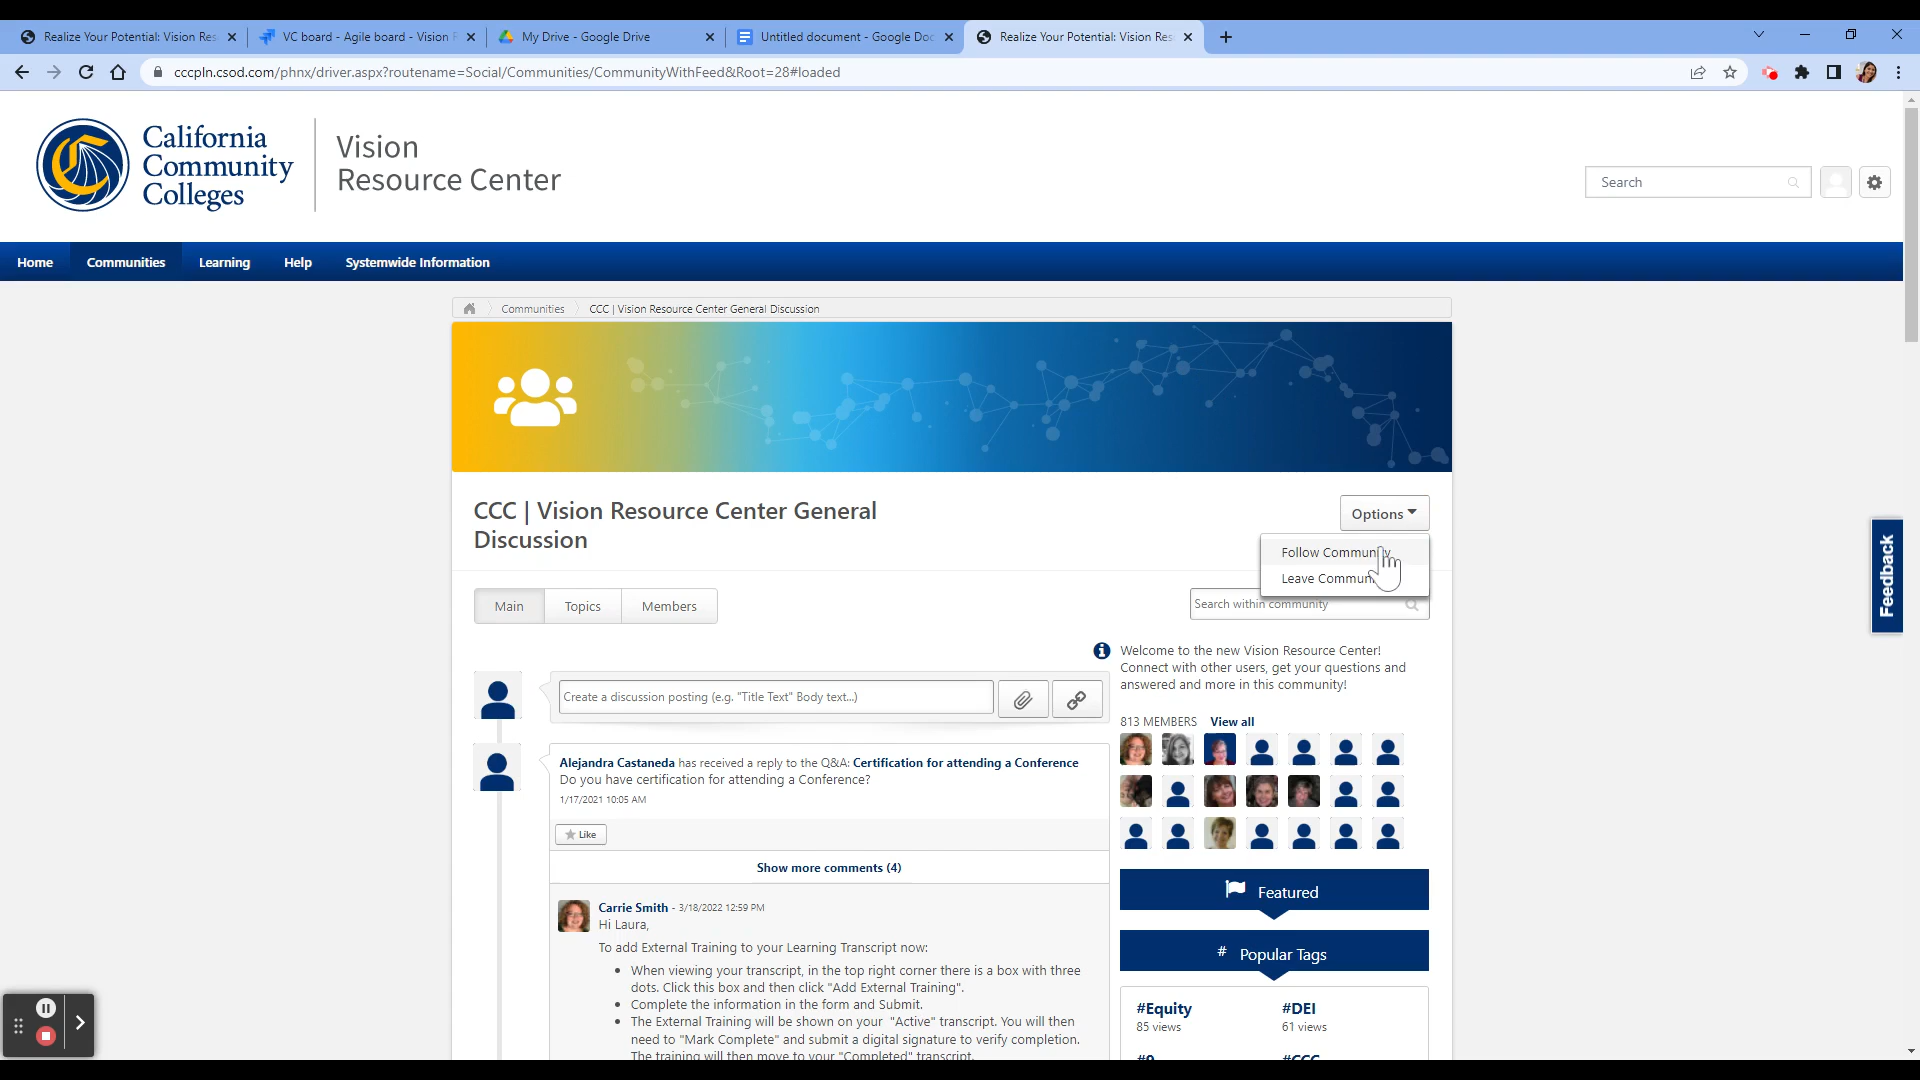 Realize Your Potential: Vision Res
VC board - Agile board - Vision R
My Drive - Google Drive
Untitled document - Google Doc
Realize Your Potential: Vision Res
cccpln.csod.com/phnx/driver.aspx?routename=Social/Communities/CommunityWithFeed&Root=28#loaded
California
Community
Colleges
Vision
Resource Center
Search
Home
Communities
Learning
Help
Systemwide Information
Communities
CCC | Vision Resource Center General Discussion
CCC | Vision Resource Center General
Discussion
Options
Follow Community
Leave Commun
Main
Topics
Members
Search within community
Welcome to the new Vision Resource Center!
Connect with other users, get your questions and
answered and more in this community!
Create a discussion posting (e.g. "Title Text" Body text...)
813 MEMBERS View all
Alejandra Castaneda has received a reply to the Q&A: Certification for attending a Conference
Do you have certification for attending a Conference?
1/17/2021 10:05 AM
Like
Show more comments (4)
Carrie Smith - 3/18/2022 12:59 PM
Hi Laura,
To add External Training to your Learning Transcript now:
• When viewing your transcript, in the top right corner there is a box with three
dots. Click this box and then click "Add External Training".
• Complete the information in the form and Submit.
• The External Training will be shown on your "Active" transcript. You will then
need to "Mark Complete" and submit a digital signature to verify completion.
The training will then move to your "Completed" transcript.
Featured
# Popular Tags
#Equity
85 views
#DEI
61 views
#CCC
Feedback